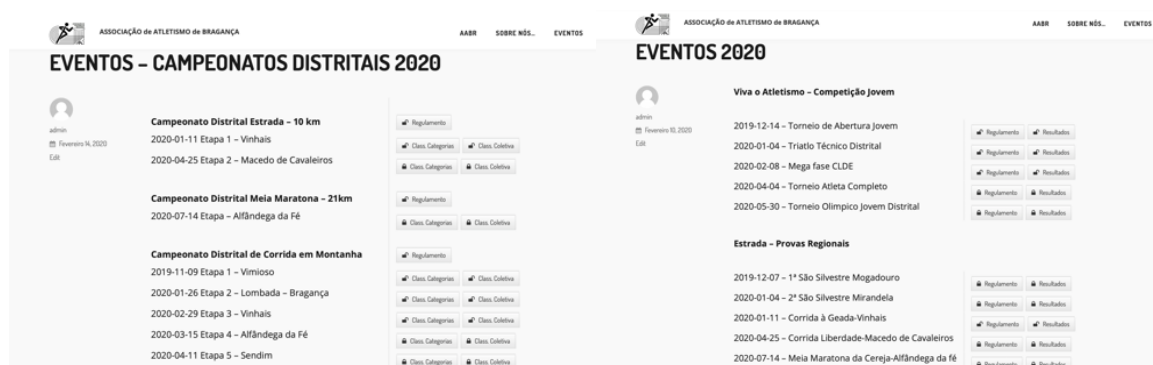 ASSOCIAÇÃO de ATLETISMO de BRAGANÇA
AABR SOBRE NÓS... EVENTOS
EVENTOS – CAMPEONATOS DISTRITAIS 2020
admin
Fevereiro 14, 2020
Edit
Campeonato Distrital Estrada – 10 km Regulamento
2020-01-11 Etapa 1 – Vinhais Class. Categorias Class. Coletiva
2020-04-25 Etapa 2 – Macedo de Cavaleiros Class. Categorias Class. Coletiva
Campeonato Distrital Meia Maratona – 21km Regulamento
2020-07-14 Etapa – Alfândega da Fé Class. Categorias Class. Coletiva
Campeonato Distrital de Corrida em Montanha Regulamento
2019-11-09 Etapa 1 – Vimioso Class. Categorias Class. Coletiva
2020-01-26 Etapa 2 – Lombada – Bragança Class. Categorias Class. Coletiva
2020-02-29 Etapa 3 – Vinhais Class. Categorias Class. Coletiva
2020-03-15 Etapa 4 – Alfândega da Fé Class. Categorias Class. Coletiva
2020-04-11 Etapa 5 – Sendim Class. Categorias Class. Coletiva
ASSOCIAÇÃO de ATLETISMO de BRAGANÇA
AABR SOBRE NÓS... EVENTOS
EVENTOS 2020
admin
Fevereiro 10, 2020
Edit
Viva o Atletismo – Competição Jovem
2019-12-14 – Torneio de Abertura Jovem Regulamento Resultados
2020-01-04 – Triatlo Técnico Distrital Regulamento Resultados
2020-02-08 – Mega fase CLDE Regulamento Resultados
2020-04-04 – Torneio Atleta Completo Regulamento Resultados
2020-05-30 – Torneio Olimpico Jovem Distrital Regulamento Resultados
Estrada – Provas Regionais
2019-12-07 – 1ª São Silvestre Mogadouro Regulamento Resultados
2020-01-04 – 2ª São Silvestre Mirandela Regulamento Resultados
2020-01-11 – Corrida à Geada-Vinhais Regulamento Resultados
2020-04-25 – Corrida Liberdade-Macedo de Cavaleiros Regulamento Resultados
2020-07-14 – Meia Maratona da Cereja-Alfândega da fé Regulamento Resultados